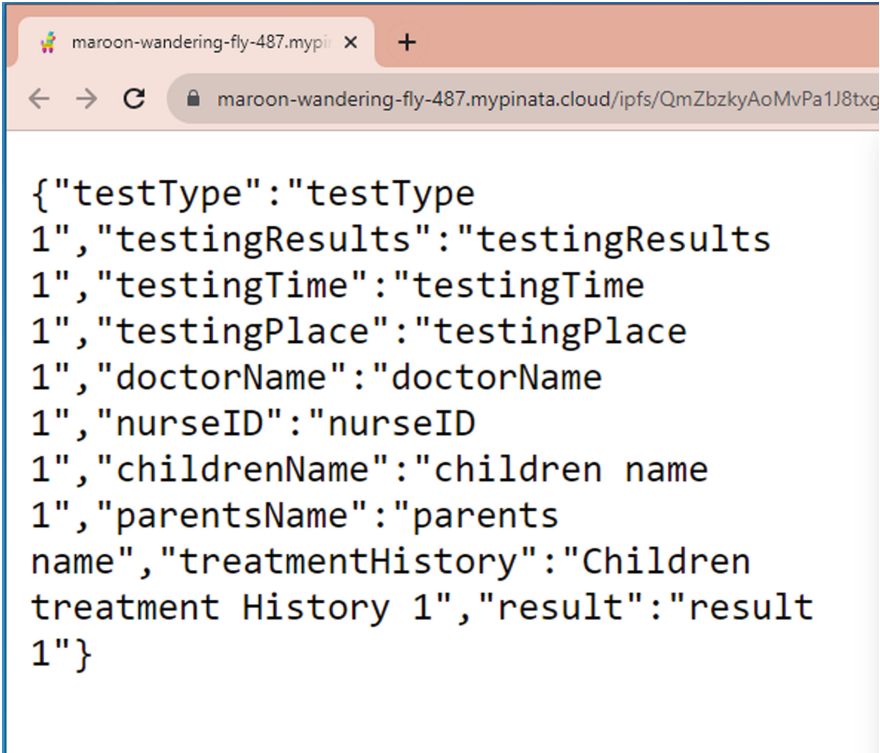 maroon-wandering-fly-487.mypi
maroon-wandering-fly-487.mypinata.cloud/ipfs/QmZbzkyAoMvPa1J8txg
{"testType":"testType
1","testingResults":"testingResults
1","testingTime":"testingTime
1","testingPlace":"testingPlace
1","doctorName":"doctorName
1","nurseID":"nurseID
1","childrenName":"children name
1","parentsName":"parents
name","treatmentHistory":"Children
treatment History 1","result":"result
1"}